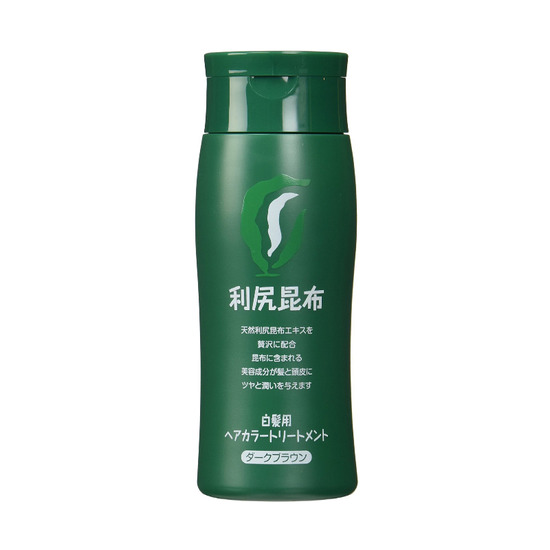 利尻昆布
天然利尻昆布エキスを
贅沢に配合
昆布に含まれる
美容成分が髪と頭皮に
ツヤと潤いを与えます
白髪用
ヘアカラートリートメント
ダークブラウン